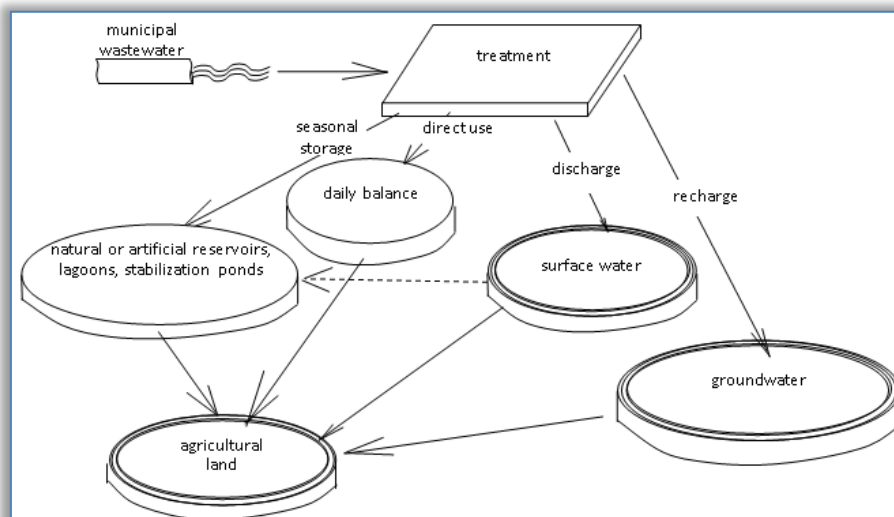 municipal
wastewater
treatment
seasonal
storage
direct use
discharge
recharge
daily balance
natural or artificial reservoirs,
lagoons, stabilization ponds
surface water
groundwater
agricultural
land